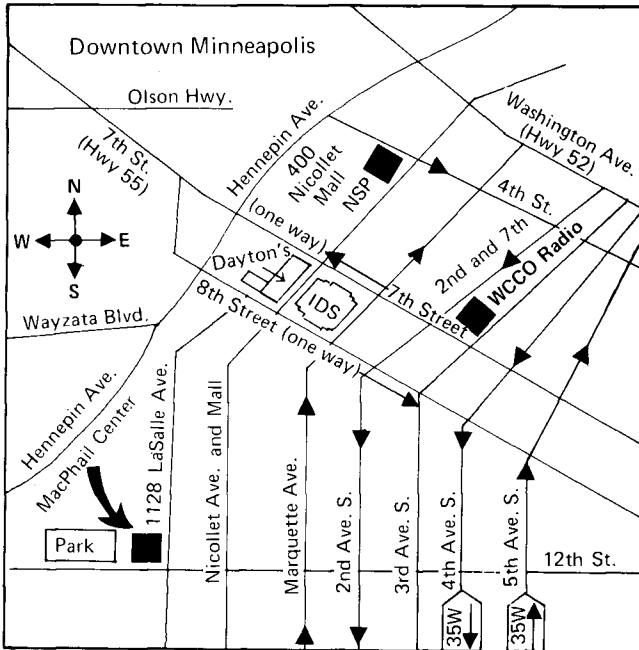 Downtown Minneapolis
Olson Hwy.
Hennepin Ave.
Washington Ave.
(Hwy 52)
7th St.
(Hwy 55)
400
Nicollet
Mall
NSP
4th St.
N
W
E
S
(one way)
Dayton's
IDS
2nd and 7th
WCCO Radio
7th Street
8th Street (one way)
Wayzata Blvd.
Hennepin Ave.
MacPhail Center
1128 LaSalle Ave.
Nicollet Ave. and Mall
Marquette Ave.
2nd Ave. S.
3rd Ave. S.
4th Ave. S.
5th Ave. S.
Park
12th St.
35W
35W